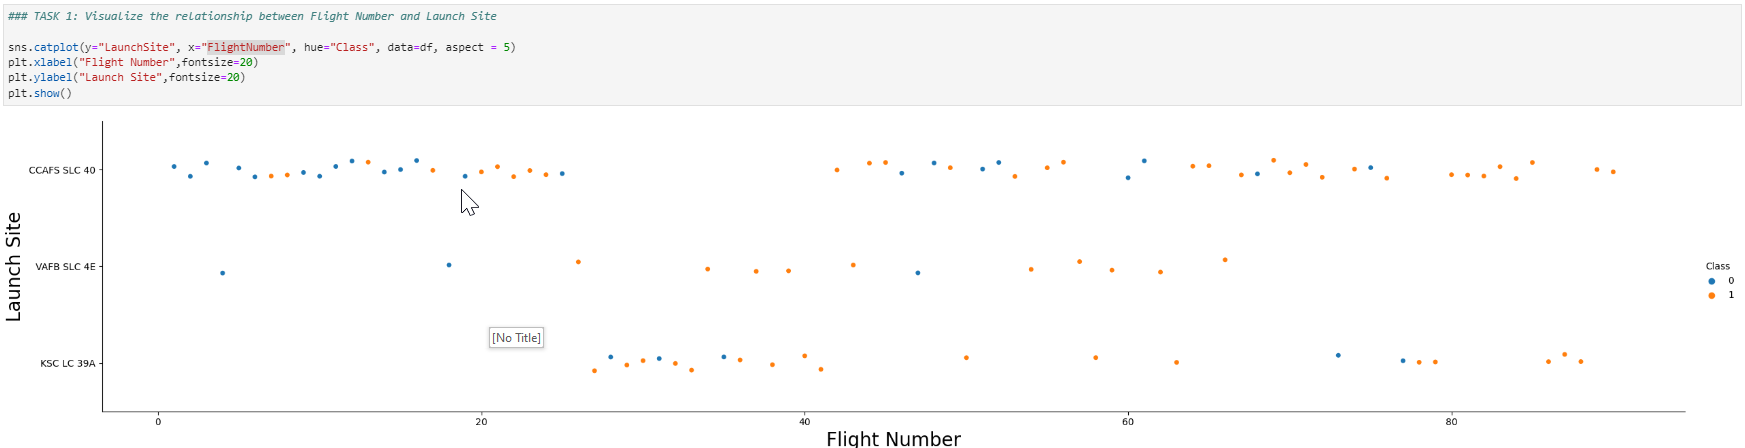 ### TASK 1: Visualize the relationship between Flight Number and Launch Site
sns.catplot(y="LaunchSite", x="FlightNumber", hue="Class", data=df, aspect = 5)
plt.xlabel("Flight Number",fontsize=20)
plt.ylabel("Launch Site",fontsize=20)
plt.show()
CCAFS SLC 40
VAFB SLC 4E
KSC LC 39A
Launch Site
[No Title]
Class
0
1
0 20 40 60 80
Flight Number